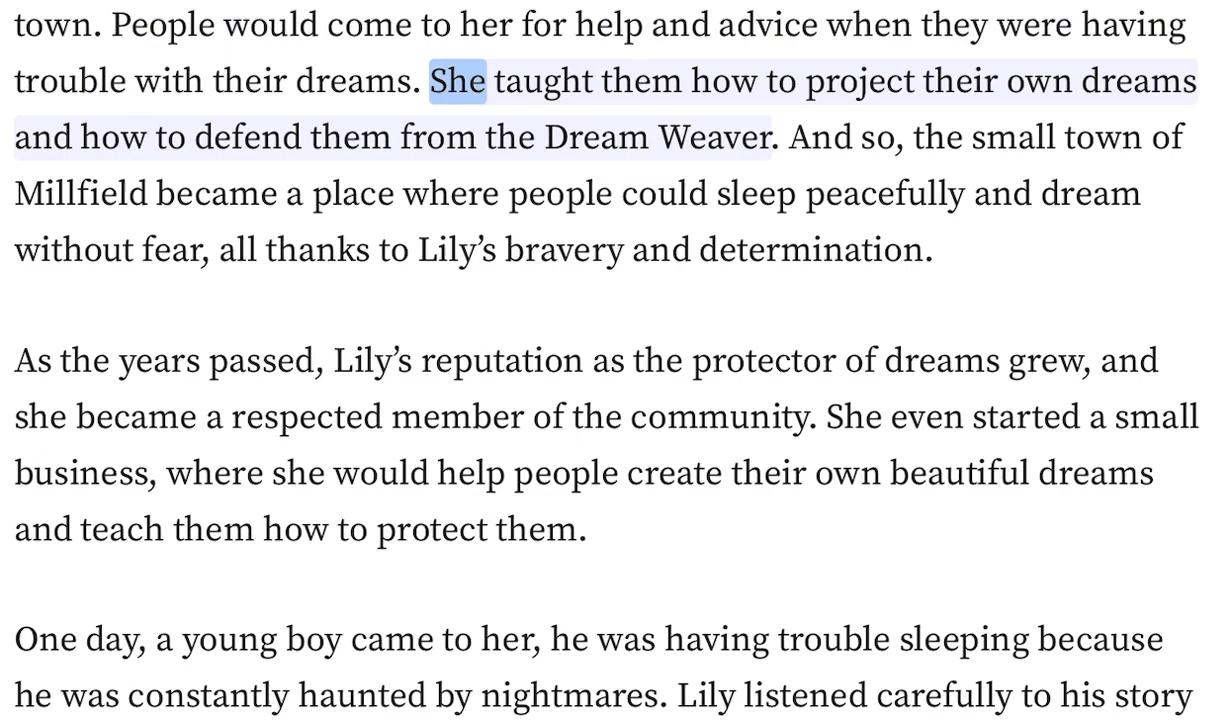 town. People would come to her for help and advice when they were having
trouble with their dreams. She taught them how to project their own dreams
and how to defend them from the Dream Weaver. And so, the small town of
Millfield became a place where people could sleep peacefully and dream
without fear, all thanks to Lily’s bravery and determination.
As the years passed, Lily’s reputation as the protector of dreams grew, and
she became a respected member of the community. She even started a small
business, where she would help people create their own beautiful dreams
and teach them how to protect them.
One day, a young boy came to her, he was having trouble sleeping because
he was constantly haunted by nightmares. Lily listened carefully to his story